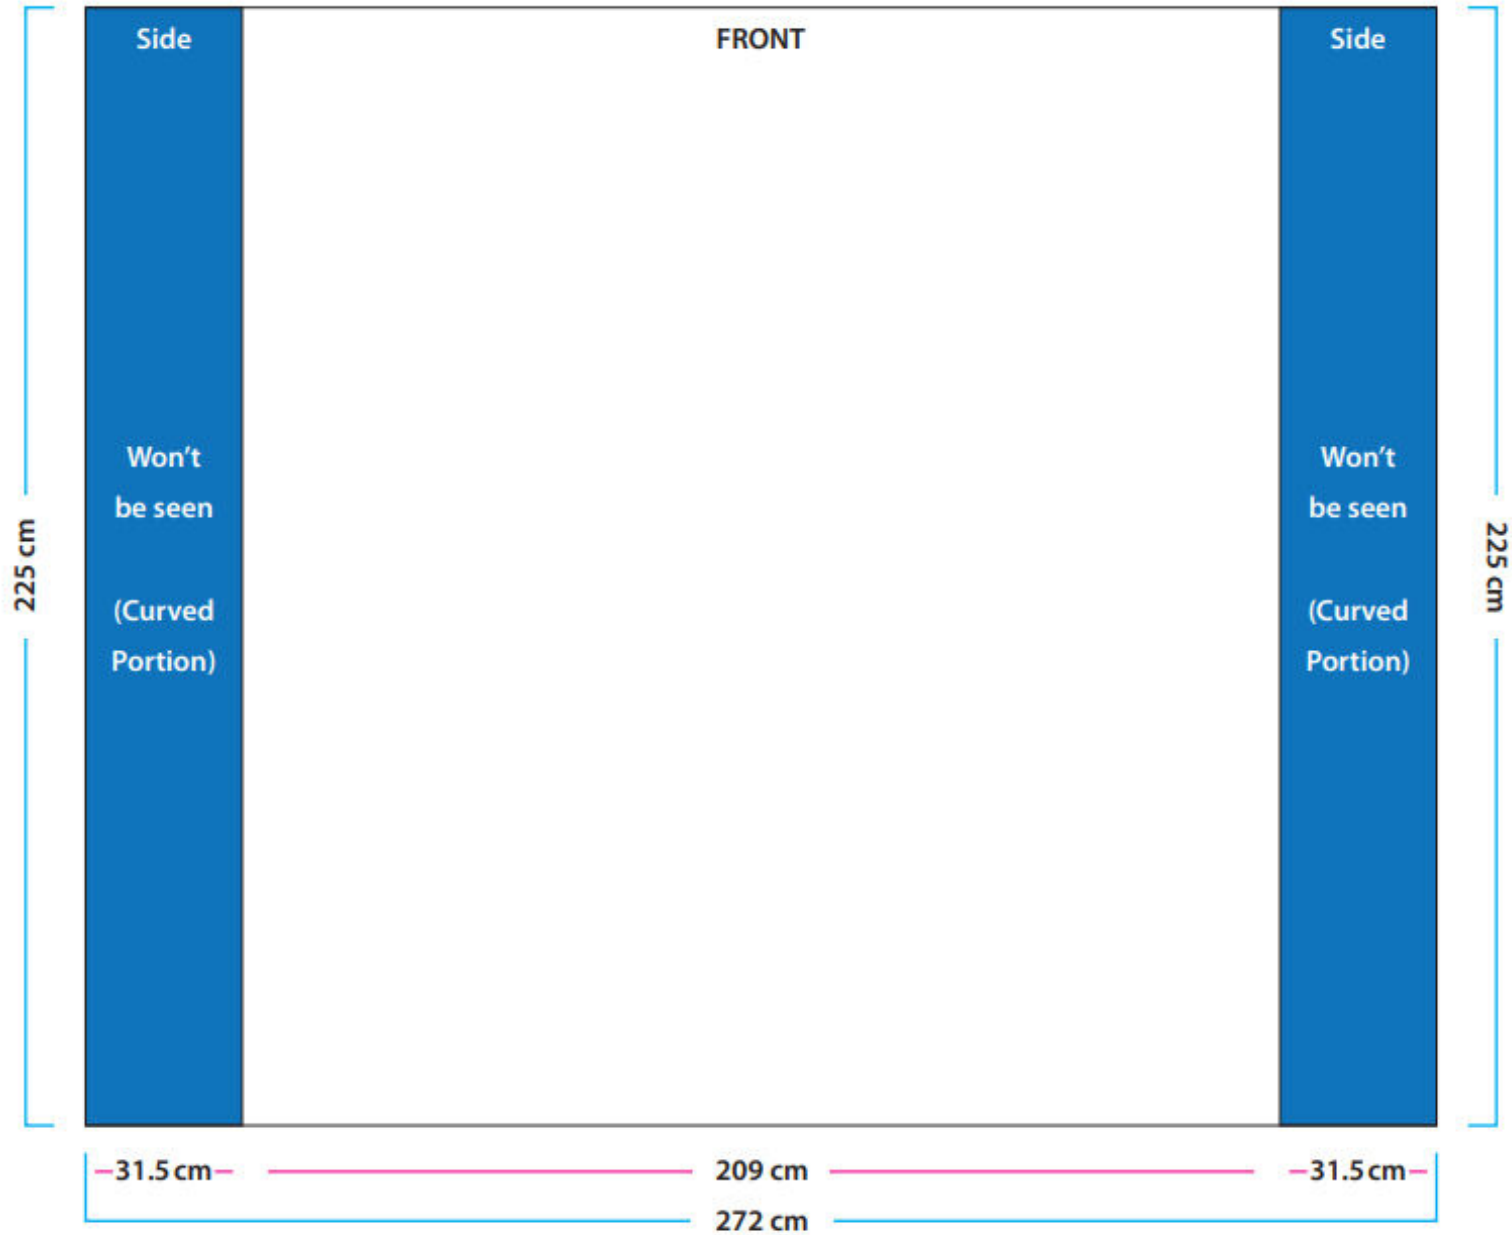 Side
FRONT
Side
Won't
be seen
(Curved
Portion)
Won't
be seen
(Curved
Portion)
225 cm
225 cm
31.5 cm
209 cm
31.5 cm
272 cm